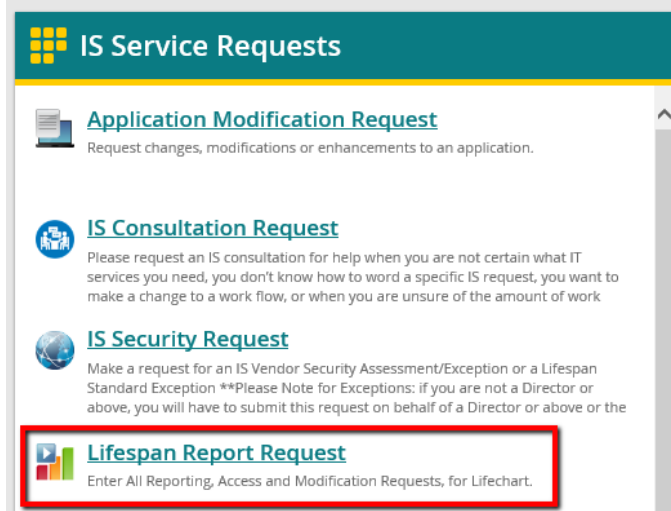 IS Service Requests
Application Modification Request
Request changes, modifications or enhancements to an application.
IS Consultation Request
Please request an IS consultation for help when you are not certain what IT
services you need, you don't know how to word a specific IS request, you want to
make a change to a work flow, or when you are unsure of the amount of work
IS Security Request
Make a request for an IS Vendor Security Assessment/Exception or a Lifespan
Standard Exception **Please Note for Exceptions: if you are not a Director or
above, you will have to submit this request on behalf of a Director or above or the
Lifespan Report Request
Enter All Reporting, Access and Modification Requests, for Lifechart.